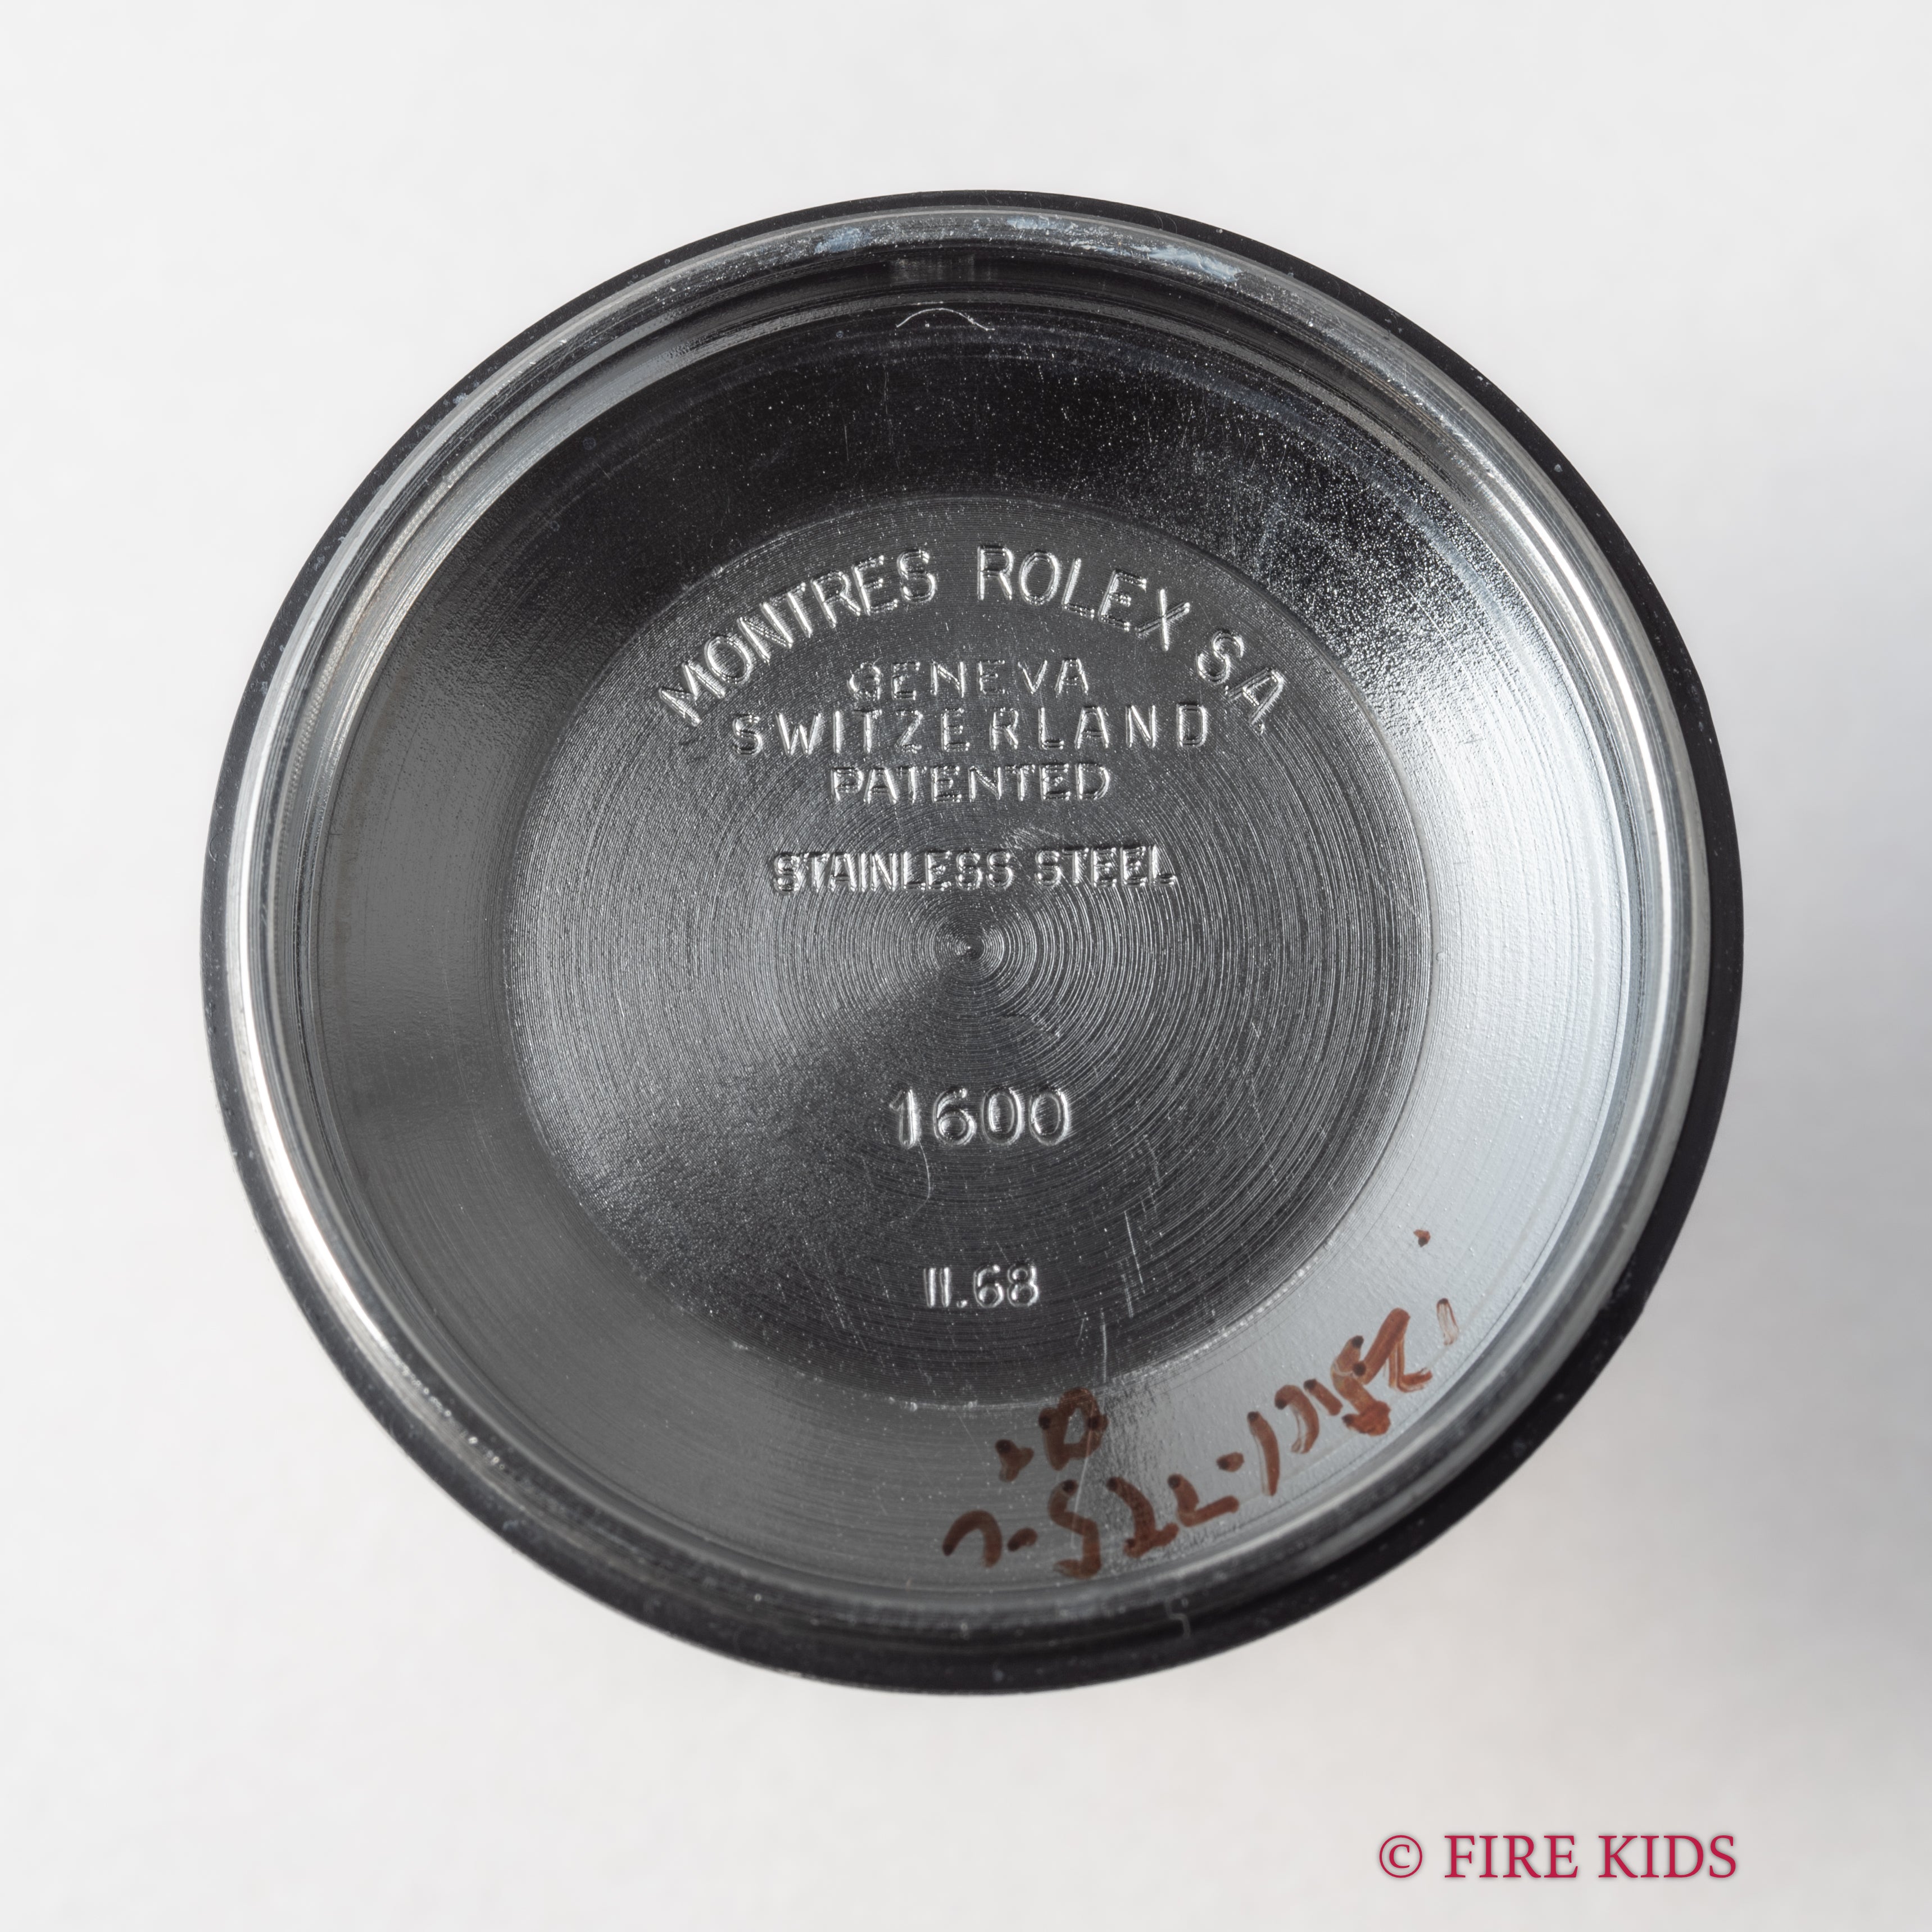 MONTRES ROLEX S.A.
GENEVA
SWITZERLAND
PATENTED
STAINLESS STEEL
1600
II.68
© FIRE KIDS